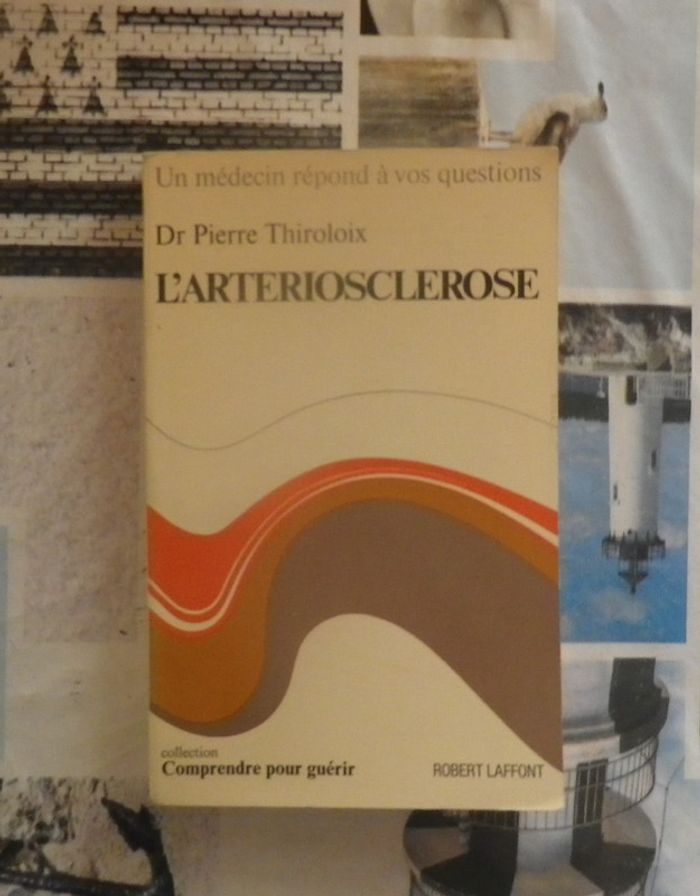 Un médecin répond à vos questions
Dr Pierre Thiroloix
L'ARTERIOSCLEROSE
collection
Comprendre pour guérir
ROBERT LAFFONT